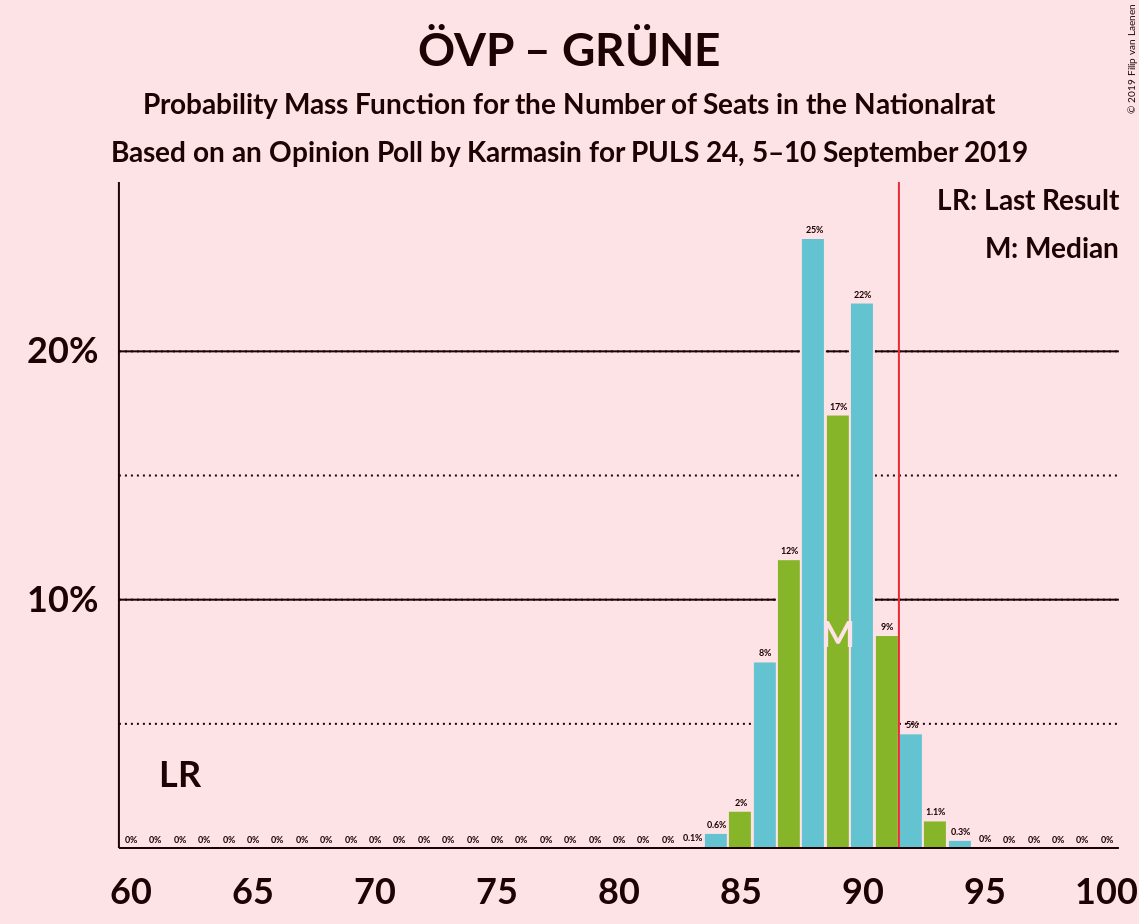 ÖVP – GRÜNE
Probability Mass Function for the Number of Seats in the Nationalrat
Based on an Opinion Poll by Karmasin for PULS 24, 5–10 September 2019
© 2019 Filip van Laenen
LR: Last Result
M: Median
20%
10%
LR
M
0% 0% 0% 0% 0% 0% 0% 0% 0% 0% 0% 0% 0% 0% 0% 0% 0% 0% 0% 0% 0% 0% 0% 0.1% 0.6% 2% 8% 12% 25% 17% 22% 9% 5% 1.1% 0.3% 0% 0% 0% 0% 0% 0%
60 65 70 75 80 85 90 95 100